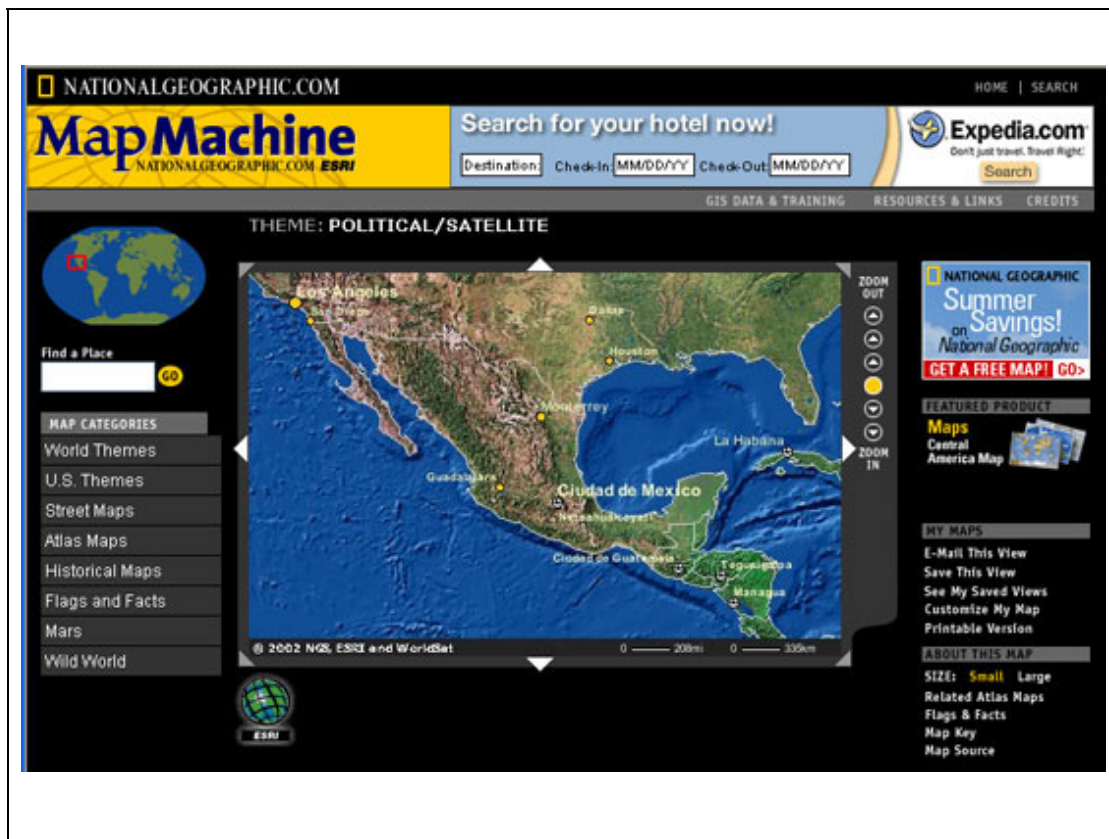 NATIONALGEOGRAPHIC.COM
HOME | SEARCH
MapMachine
NATIONALGEOGRAPHIC.COM ESRI
Search for your hotel now!
Destination: Check-In: MM/DD/YY Check-Out: MM/DD/YY
Expedia.com
Don't just travel. Travel Right.
Search
GIS DATA & TRAINING RESOURCES & LINKS CREDITS
THEME: POLITICAL/SATELLITE
Find a Place
GO
MAP CATEGORIES
World Themes
U.S. Themes
Street Maps
Atlas Maps
Historical Maps
Flags and Facts
Mars
Wild World
Los Angeles
San Diego
Dallas
Houston
Monterrey
La Habana
Guadalajara
Ciudad de Mexico
Ciudad de Guatemala
Tegucigalpa
Managua
© 2002 NGS, ESRI and WorldSat
0 208mi 0 335km
ZOOM
OUT
ZOOM
IN
ESRI
NATIONAL GEOGRAPHIC
Summer
Savings!
on
National Geographic
GET A FREE MAP! GO>
FEATURED PRODUCT
Maps
Central
America Map
MY MAPS
E-Mail This View
Save This View
See My Saved Views
Customize My Map
Printable Version
ABOUT THIS MAP
SIZE: Small Large
Related Atlas Maps
Flags & Facts
Map Key
Map Source